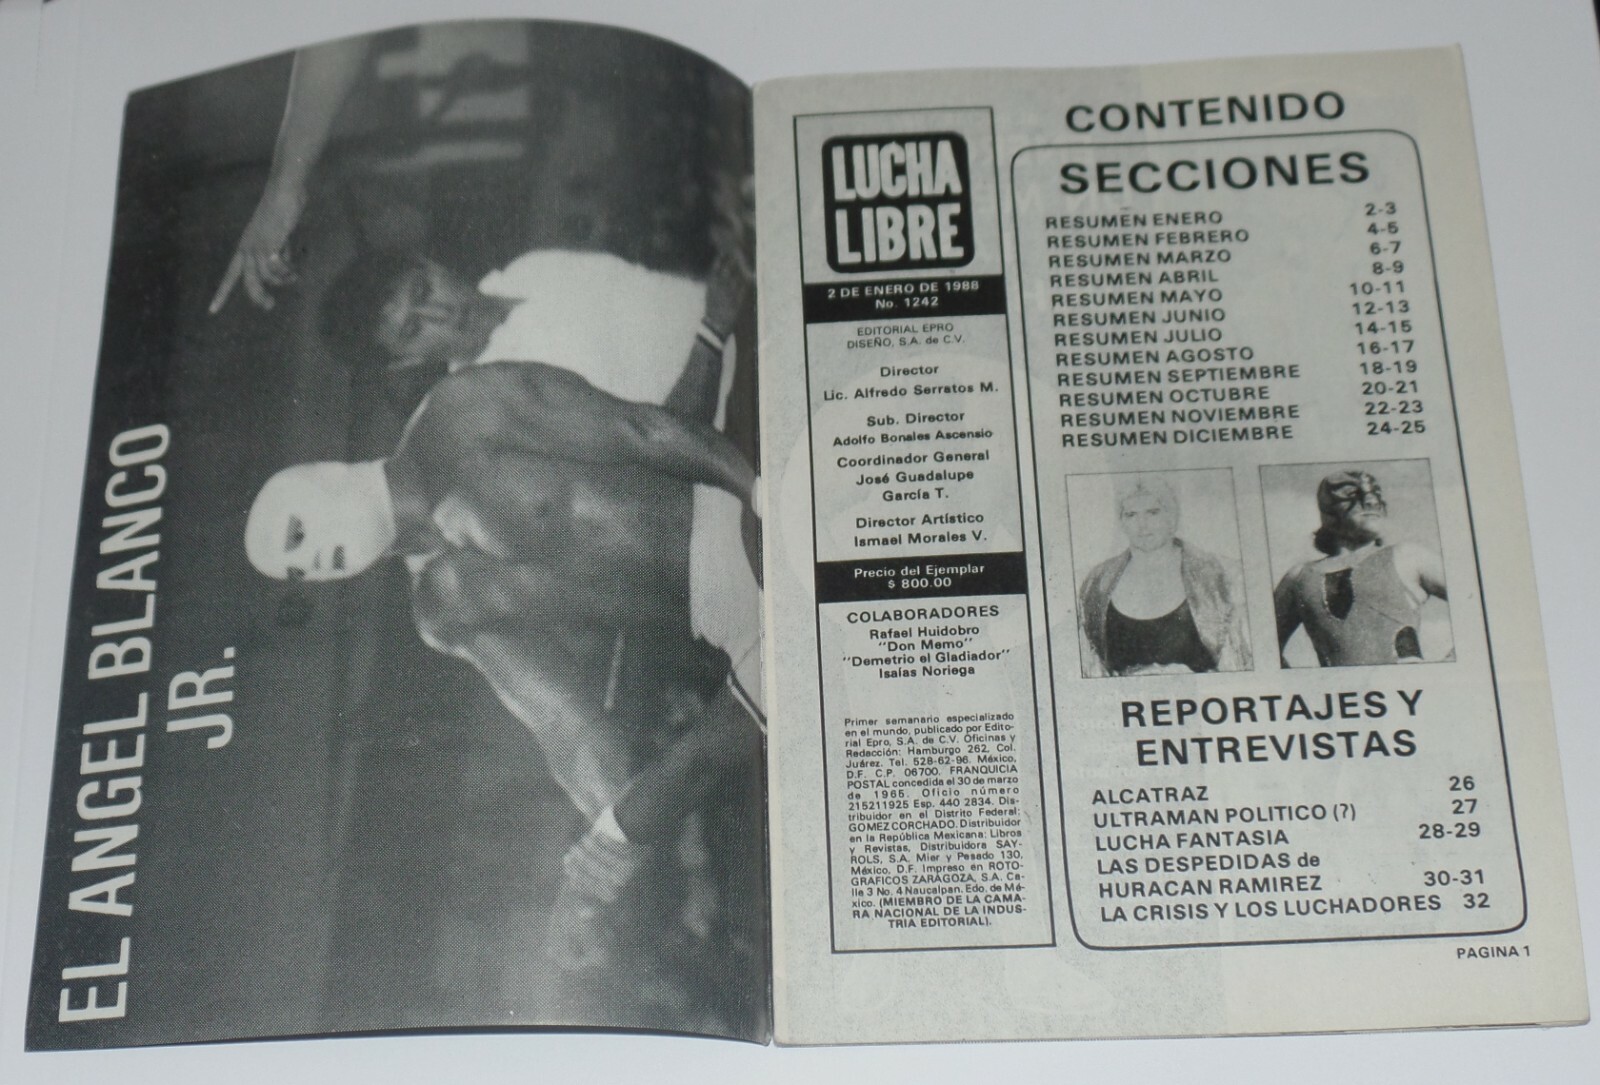 EL ANGEL BLANCO
JR.
LUCHA
LIBRE
2 DE ENERO DE 1988
No. 1242
EDITORIAL EPRO
DISEÑO, S.A. de C.V.
Director
Lic. Alfredo Serratos M.
Sub. Director
Adolfo Bonales Ascensio
Coordinador General
José Guadalupe
García T.
Director Artístico
Ismael Morales V.
Precio del Ejemplar
$ 800.00
COLABORADORES
Rafael Huidobro
"Don Memo"
"Demetrio el Gladiador"
Isaías Noriega
Primer semanario especializado
en el mundo, publicado por Edito-
rial Epro, S.A. de C.V. Oficinas y
Redacción: Hamburgo 262, Col.
Juárez. Tel. 528-62-96. México,
D.F. C.P. 06700. FRANQUICIA
POSTAL concedida el 30 de marzo
de 1965. Oficio número
215211925 Esp. 440 2834. Dis-
tribuidor en el Distrito Federal:
GOMEZ CORCHADO. Distribuidor
en la República Mexicana: Libros
y Revistas, Distribuidora SAY-
ROLS, S.A. Mier y Pesado 130,
México, D.F. Impreso en ROTO-
GRAFICOS ZARAGOZA, S.A. Ca-
lle 3 No. 4 Naucalpan, Edo. de Mé-
xico. (MIEMBRO DE LA CAMA-
RA NACIONAL DE LA INDUS-
TRIA EDITORIAL).
CONTENIDO
SECCIONES
RESUMEN ENERO 2-3
RESUMEN FEBRERO 4-5
RESUMEN MARZO 6-7
RESUMEN ABRIL 8-9
RESUMEN MAYO 10-11
RESUMEN JUNIO 12-13
RESUMEN JULIO 14-15
RESUMEN AGOSTO 16-17
RESUMEN SEPTIEMBRE 18-19
RESUMEN OCTUBRE 20-21
RESUMEN NOVIEMBRE 22-23
RESUMEN DICIEMBRE 24-25
REPORTAJES Y
ENTREVISTAS
ALCATRAZ 26
ULTRAMAN POLITICO (?) 27
LUCHA FANTASIA 28-29
LAS DESPEDIDAS de
HURACAN RAMIREZ 30-31
LA CRISIS Y LOS LUCHADORES 32
PAGINA 1